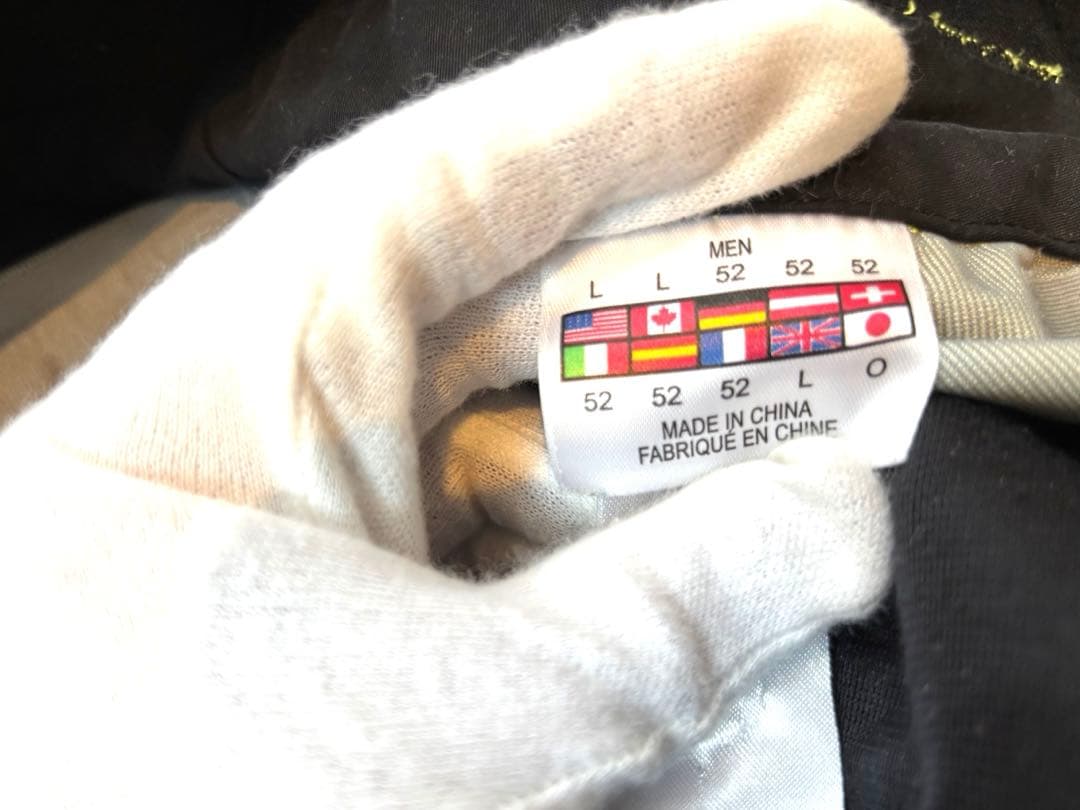 MEN
L L 52 52 52
52 52 52 L O
MADE IN CHINA
FABRIQUÉ EN CHINE